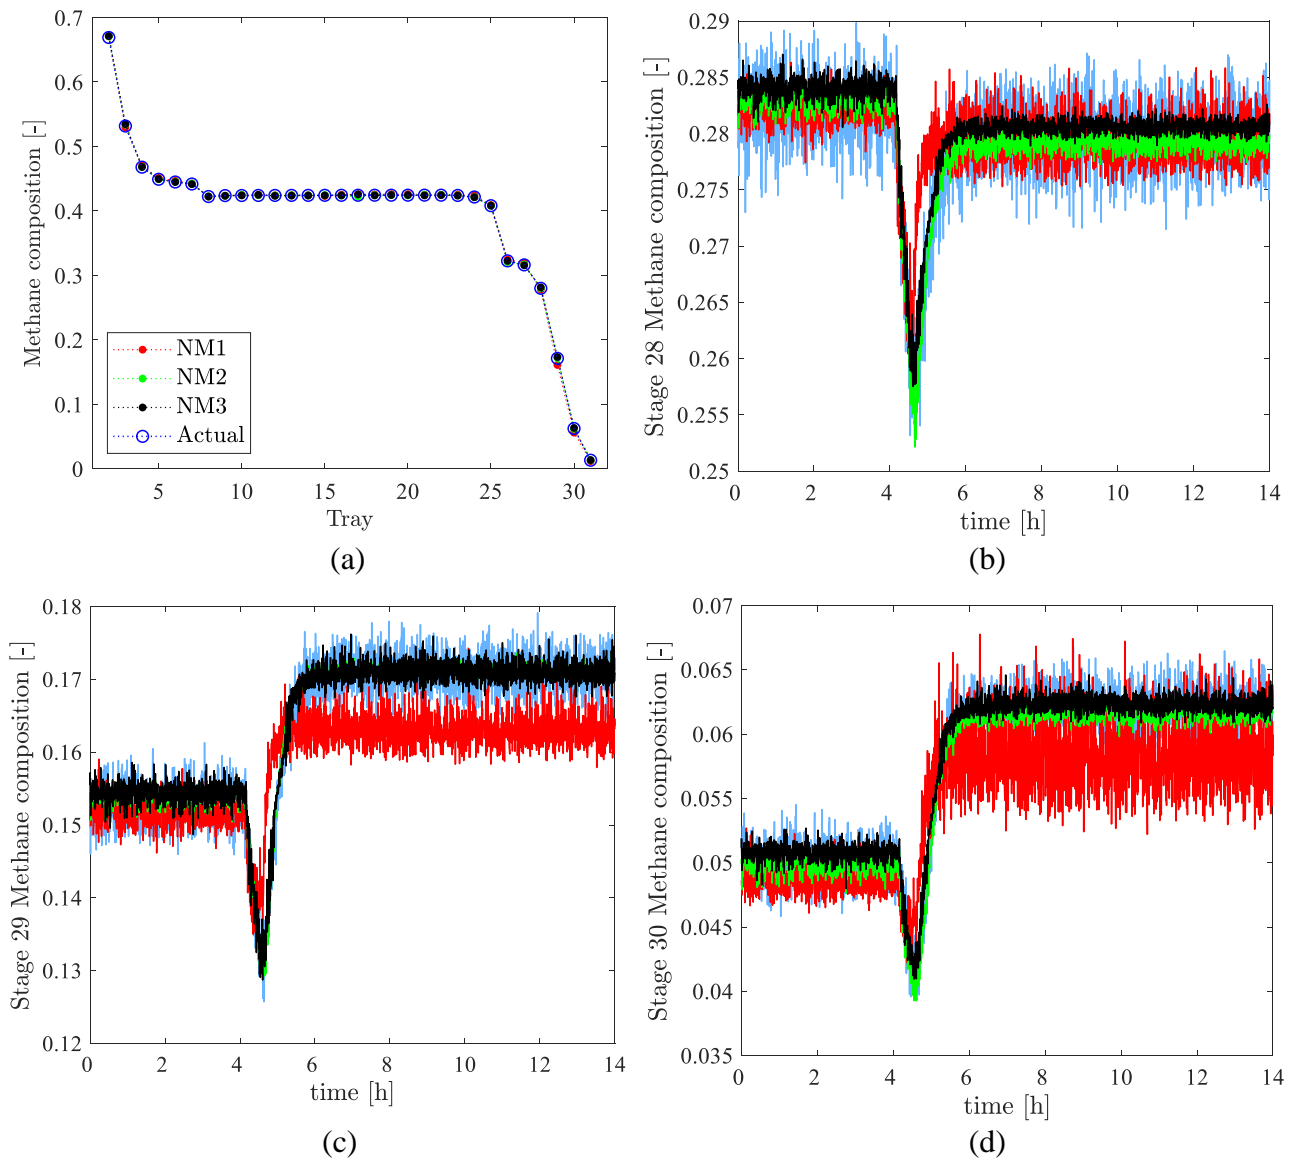 Methane composition [-]
0.7
0.6
0.5
0.4
0.3
0.2
0.1
0
NM1
NM2
NM3
Actual
5 10 15 20 25 30
Tray
(a)
Stage 28 Methane composition [-]
0.29
0.285
0.28
0.275
0.27
0.265
0.26
0.255
0.25
0 2 4 6 8 10 12 14
time [h]
(b)
Stage 29 Methane composition [-]
0.18
0.17
0.16
0.15
0.14
0.13
0.12
0 2 4 6 8 10 12 14
time [h]
(c)
Stage 30 Methane composition [-]
0.07
0.065
0.06
0.055
0.05
0.045
0.04
0.035
0 2 4 6 8 10 12 14
time [h]
(d)